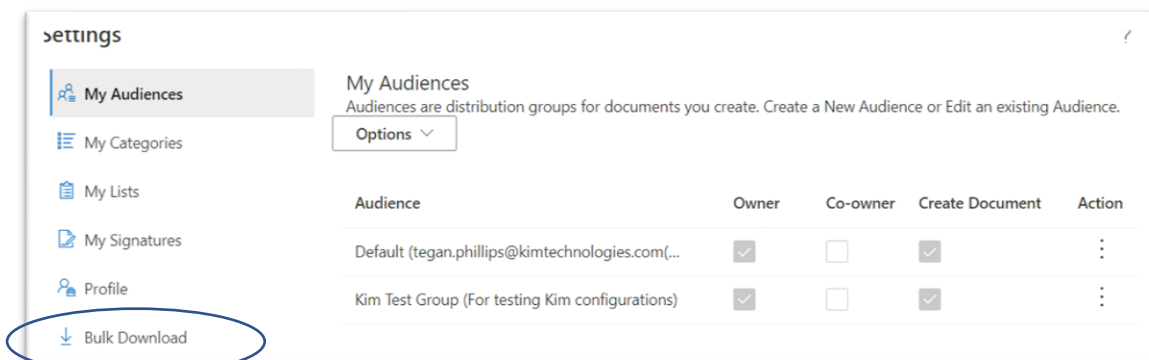 Settings
My Audiences
My Categories
My Lists
My Signatures
Profile
Bulk Download
My Audiences
Audiences are distribution groups for documents you create. Create a New Audience or Edit an existing Audience.
Options
Audience Owner Co-owner Create Document Action
Default (tegan.phillips@kimtechnologies.com(...
Kim Test Group (For testing Kim configurations)